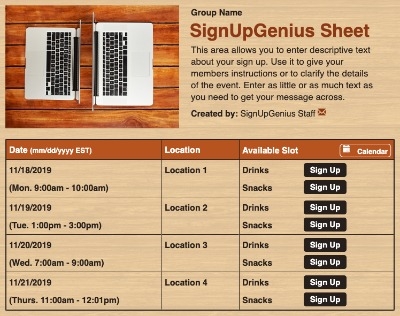 Group Name
SignUpGenius Sheet
This area allows you to enter descriptive text
about your sign up. Use it to give your
members instructions or to clarify the details
of the event. Enter as little or as much text as
you need to get your message across.
Created by: SignUpGenius Staff
Date (mm/dd/yyyy EST) Location Available Slot Calendar
11/18/2019 Location 1 Drinks Sign Up
(Mon. 9:00am - 10:00am) Snacks Sign Up
11/19/2019 Location 2 Drinks Sign Up
(Tue. 1:00pm - 3:00pm) Snacks Sign Up
11/20/2019 Location 3 Drinks Sign Up
(Wed. 7:00am - 9:00am) Snacks Sign Up
11/21/2019 Location 4 Drinks Sign Up
(Thurs. 11:00am - 12:01pm) Snacks Sign Up